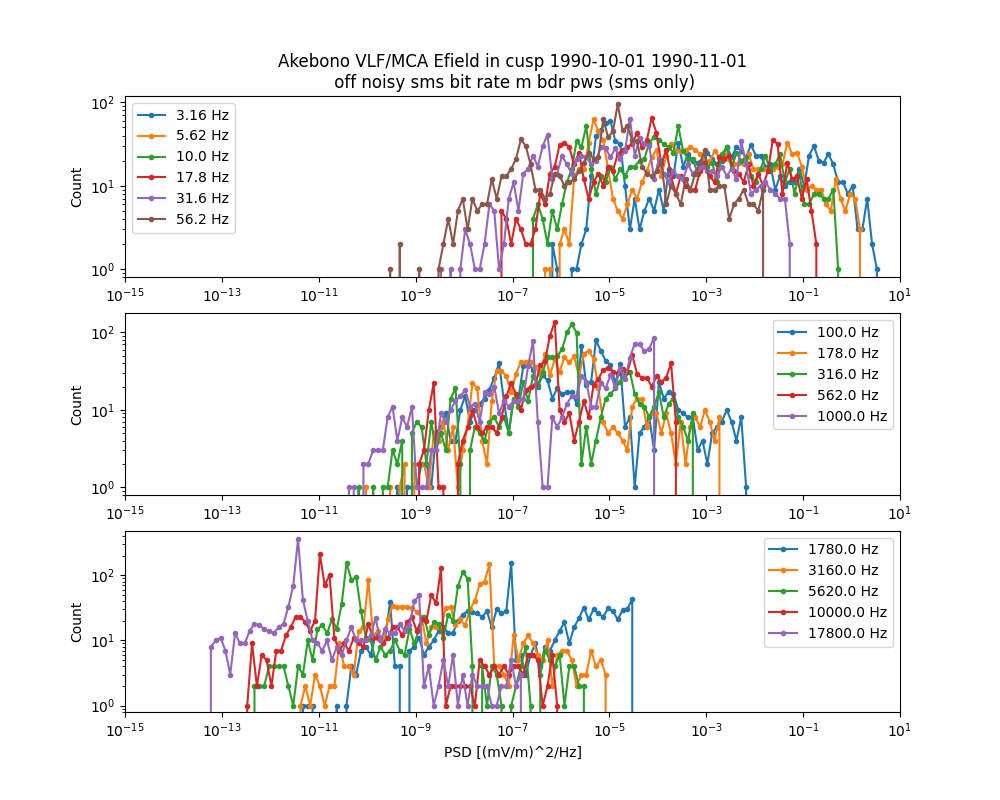 Akebono VLF/MCA Efield in cusp 1990-10-01 1990-11-01
off noisy sms bit rate m bdr pws (sms only)
Count
10^2
10^1
10^0
3.16 Hz
5.62 Hz
10.0 Hz
17.8 Hz
31.6 Hz
56.2 Hz
10^-15 10^-13 10^-11 10^-9 10^-7 10^-5 10^-3 10^-1 10^1
Count
10^2
10^1
10^0
100.0 Hz
178.0 Hz
316.0 Hz
562.0 Hz
1000.0 Hz
10^-15 10^-13 10^-11 10^-9 10^-7 10^-5 10^-3 10^-1 10^1
Count
10^2
10^1
10^0
1780.0 Hz
3160.0 Hz
5620.0 Hz
10000.0 Hz
17800.0 Hz
10^-15 10^-13 10^-11 10^-9 10^-7 10^-5 10^-3 10^-1 10^1
PSD [(mV/m)^2/Hz]